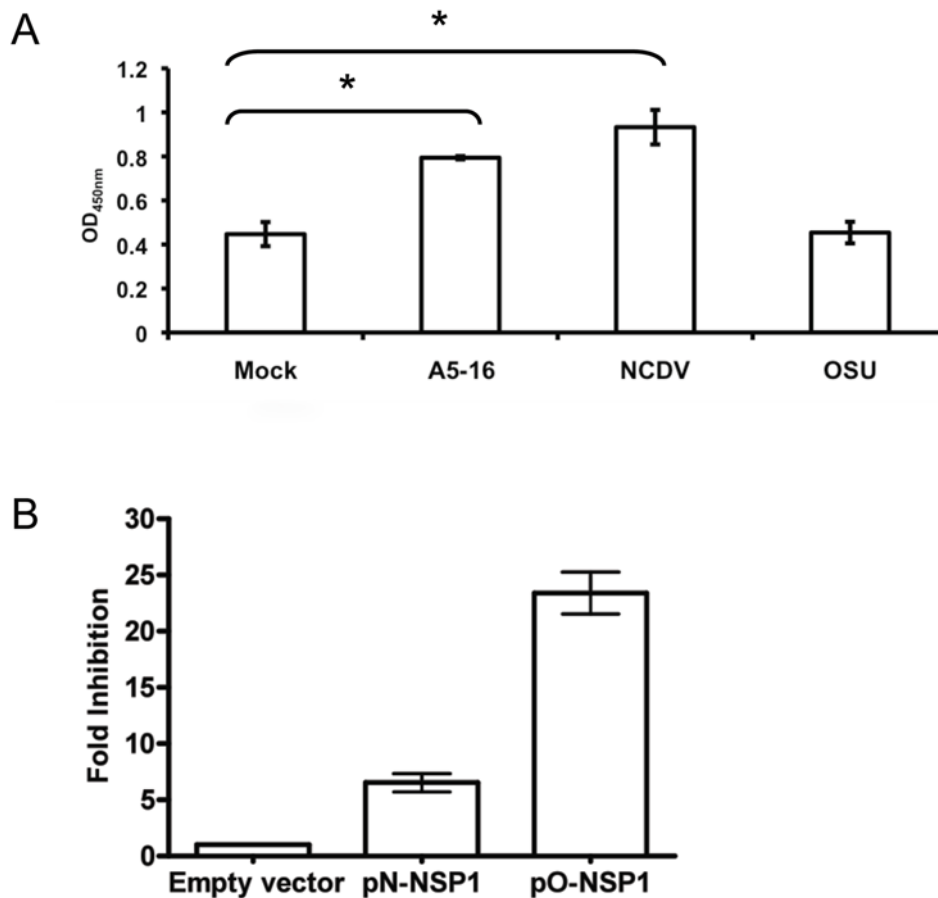 A
*
*
1.2
1
0.8
0.6
0.4
0.2
0
OD450nm
Mock A5-16 NCDV OSU
B
30
25
20
15
10
5
0
Fold Inhibition
Empty vector pN-NSP1 pO-NSP1